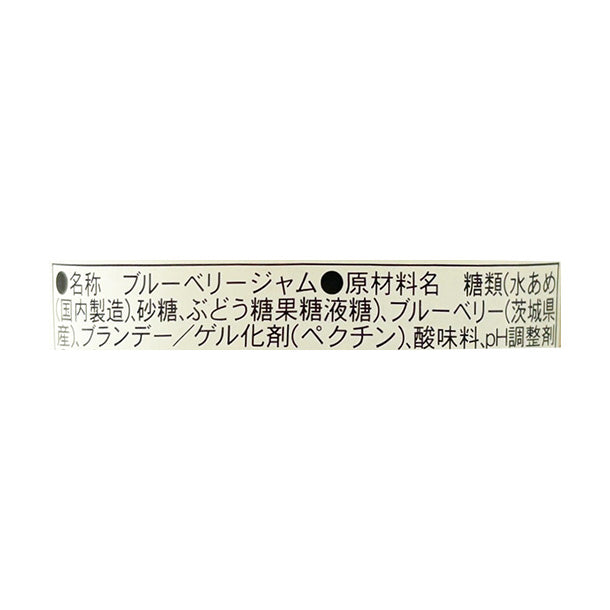 ●名称　ブルーベリージャム●原材料名　糖類(水あめ
(国内製造)、砂糖、ぶどう糖果糖液糖)、ブルーベリー(茨城県
産)、ブランデー／ゲル化剤(ペクチン)、酸味料、pH調整剤